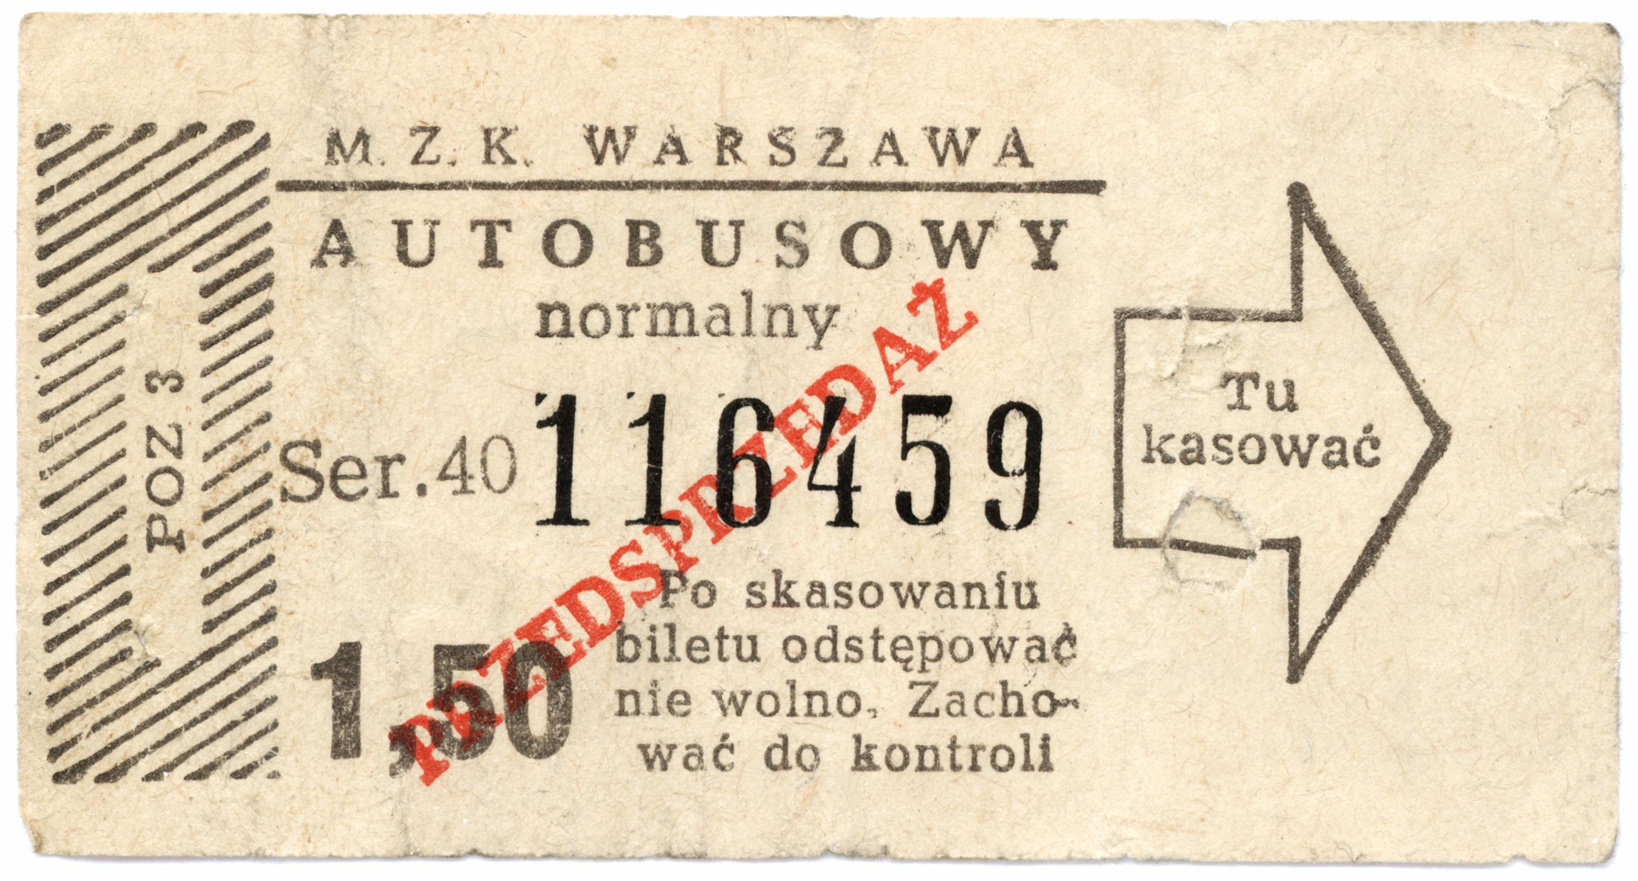 M. Z. K. WARSZAWA
AUTOBUSOWY
normalny
POZ 3
Ser. 40 116459
PRZEDSPRZEDAŻ
1,50
Po skasowaniu
biletu odstępować
nie wolno. Zacho-
wać do kontroli
Tu
kasować